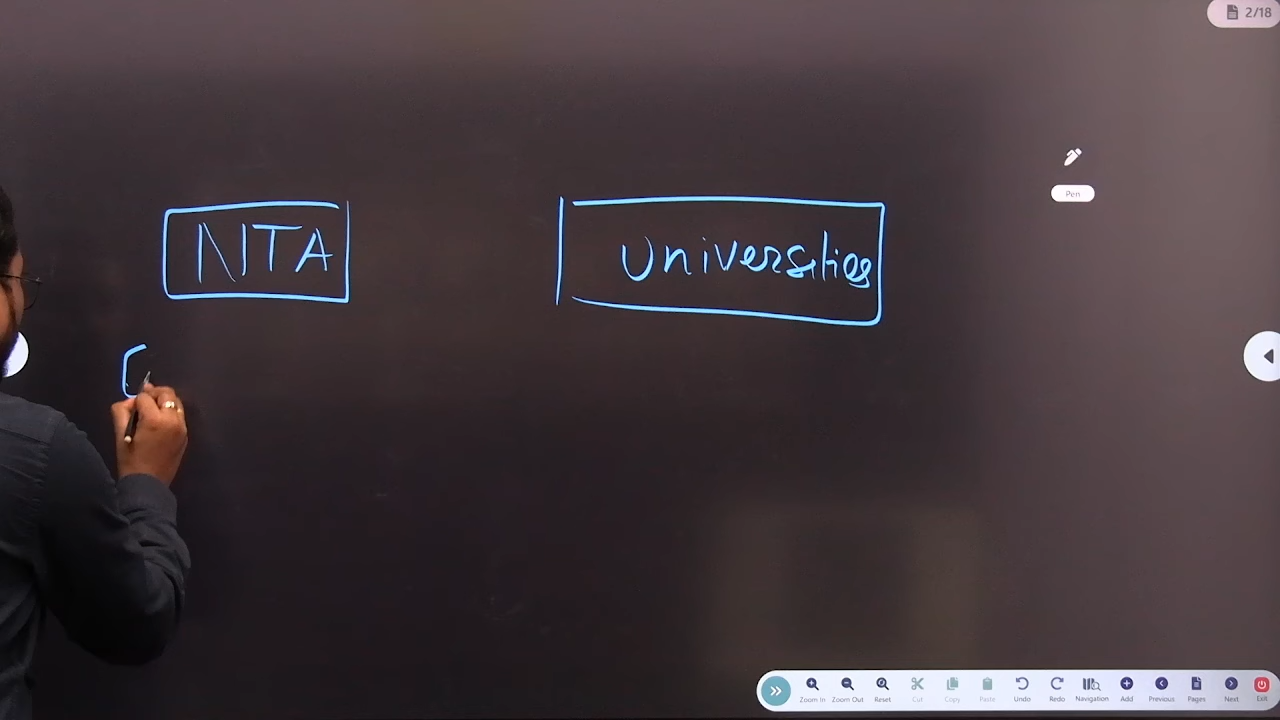 2/18
Pen
NTA
Universities
Zoom In Zoom Out Reset Cut Copy Paste Undo Redo Navigation Add Previous Pages Next Exit